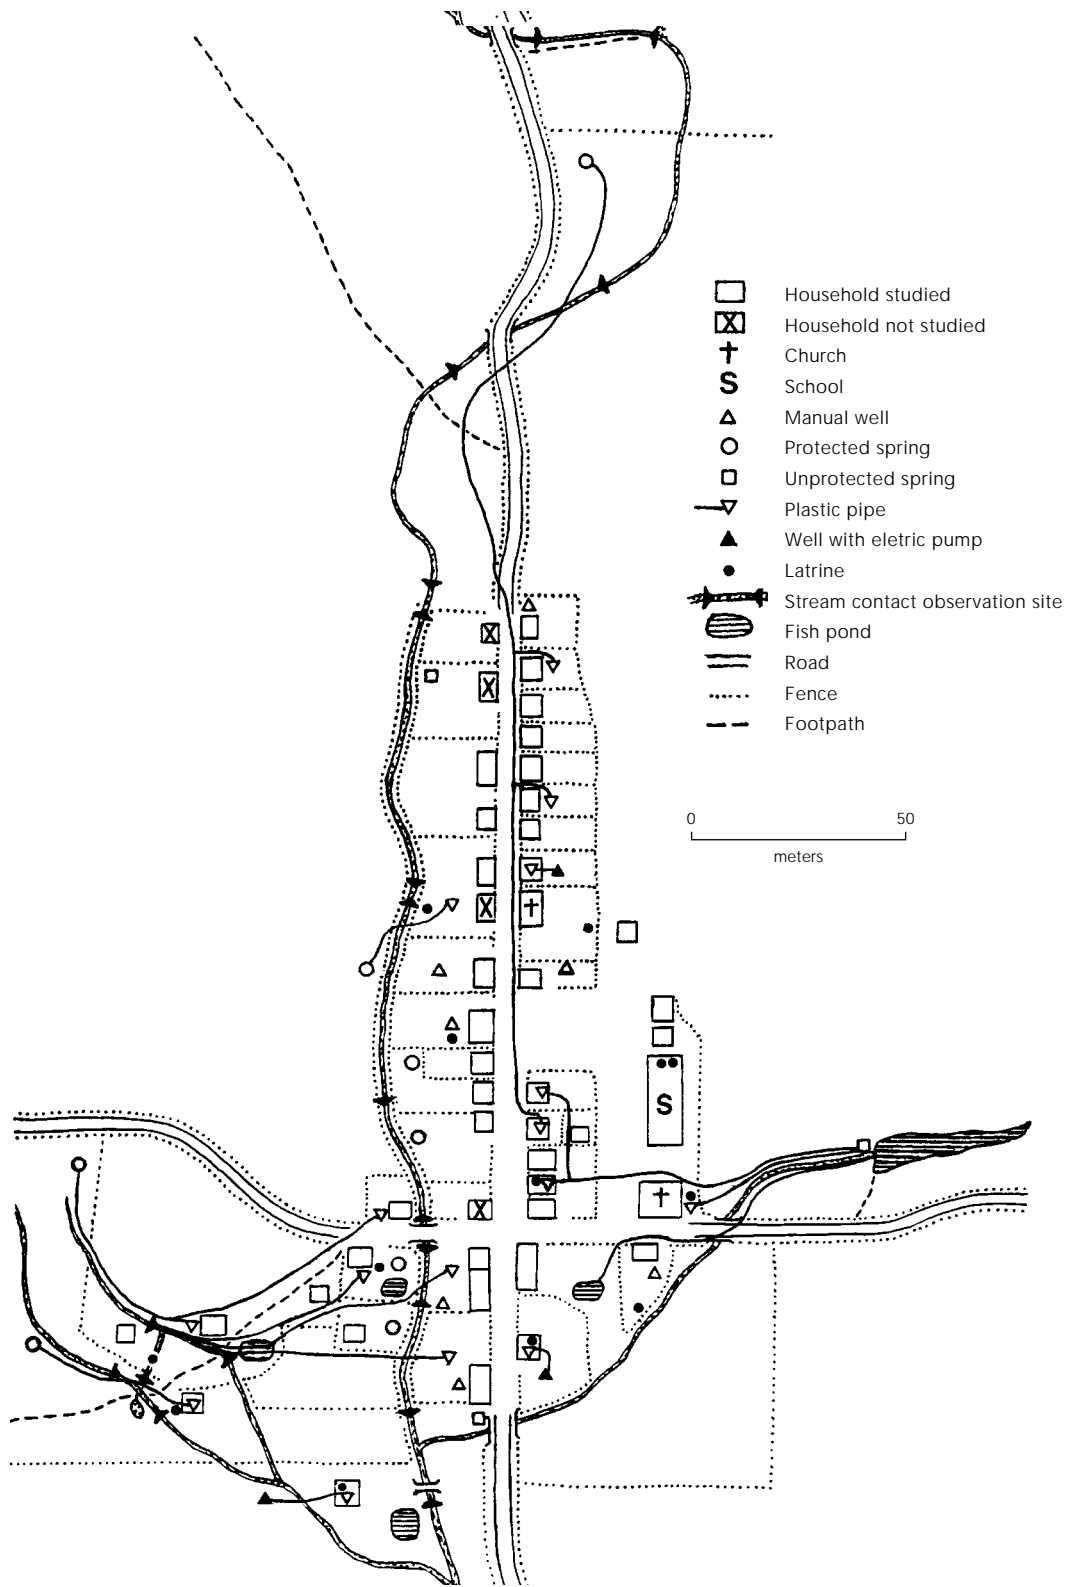 Household studied
Household not studied
Church
S School
Manual well
Protected spring
Unprotected spring
Plastic pipe
Well with eletric pump
Latrine
Stream contact observation site
Fish pond
Road
Fence
Footpath
0 50
meters
S